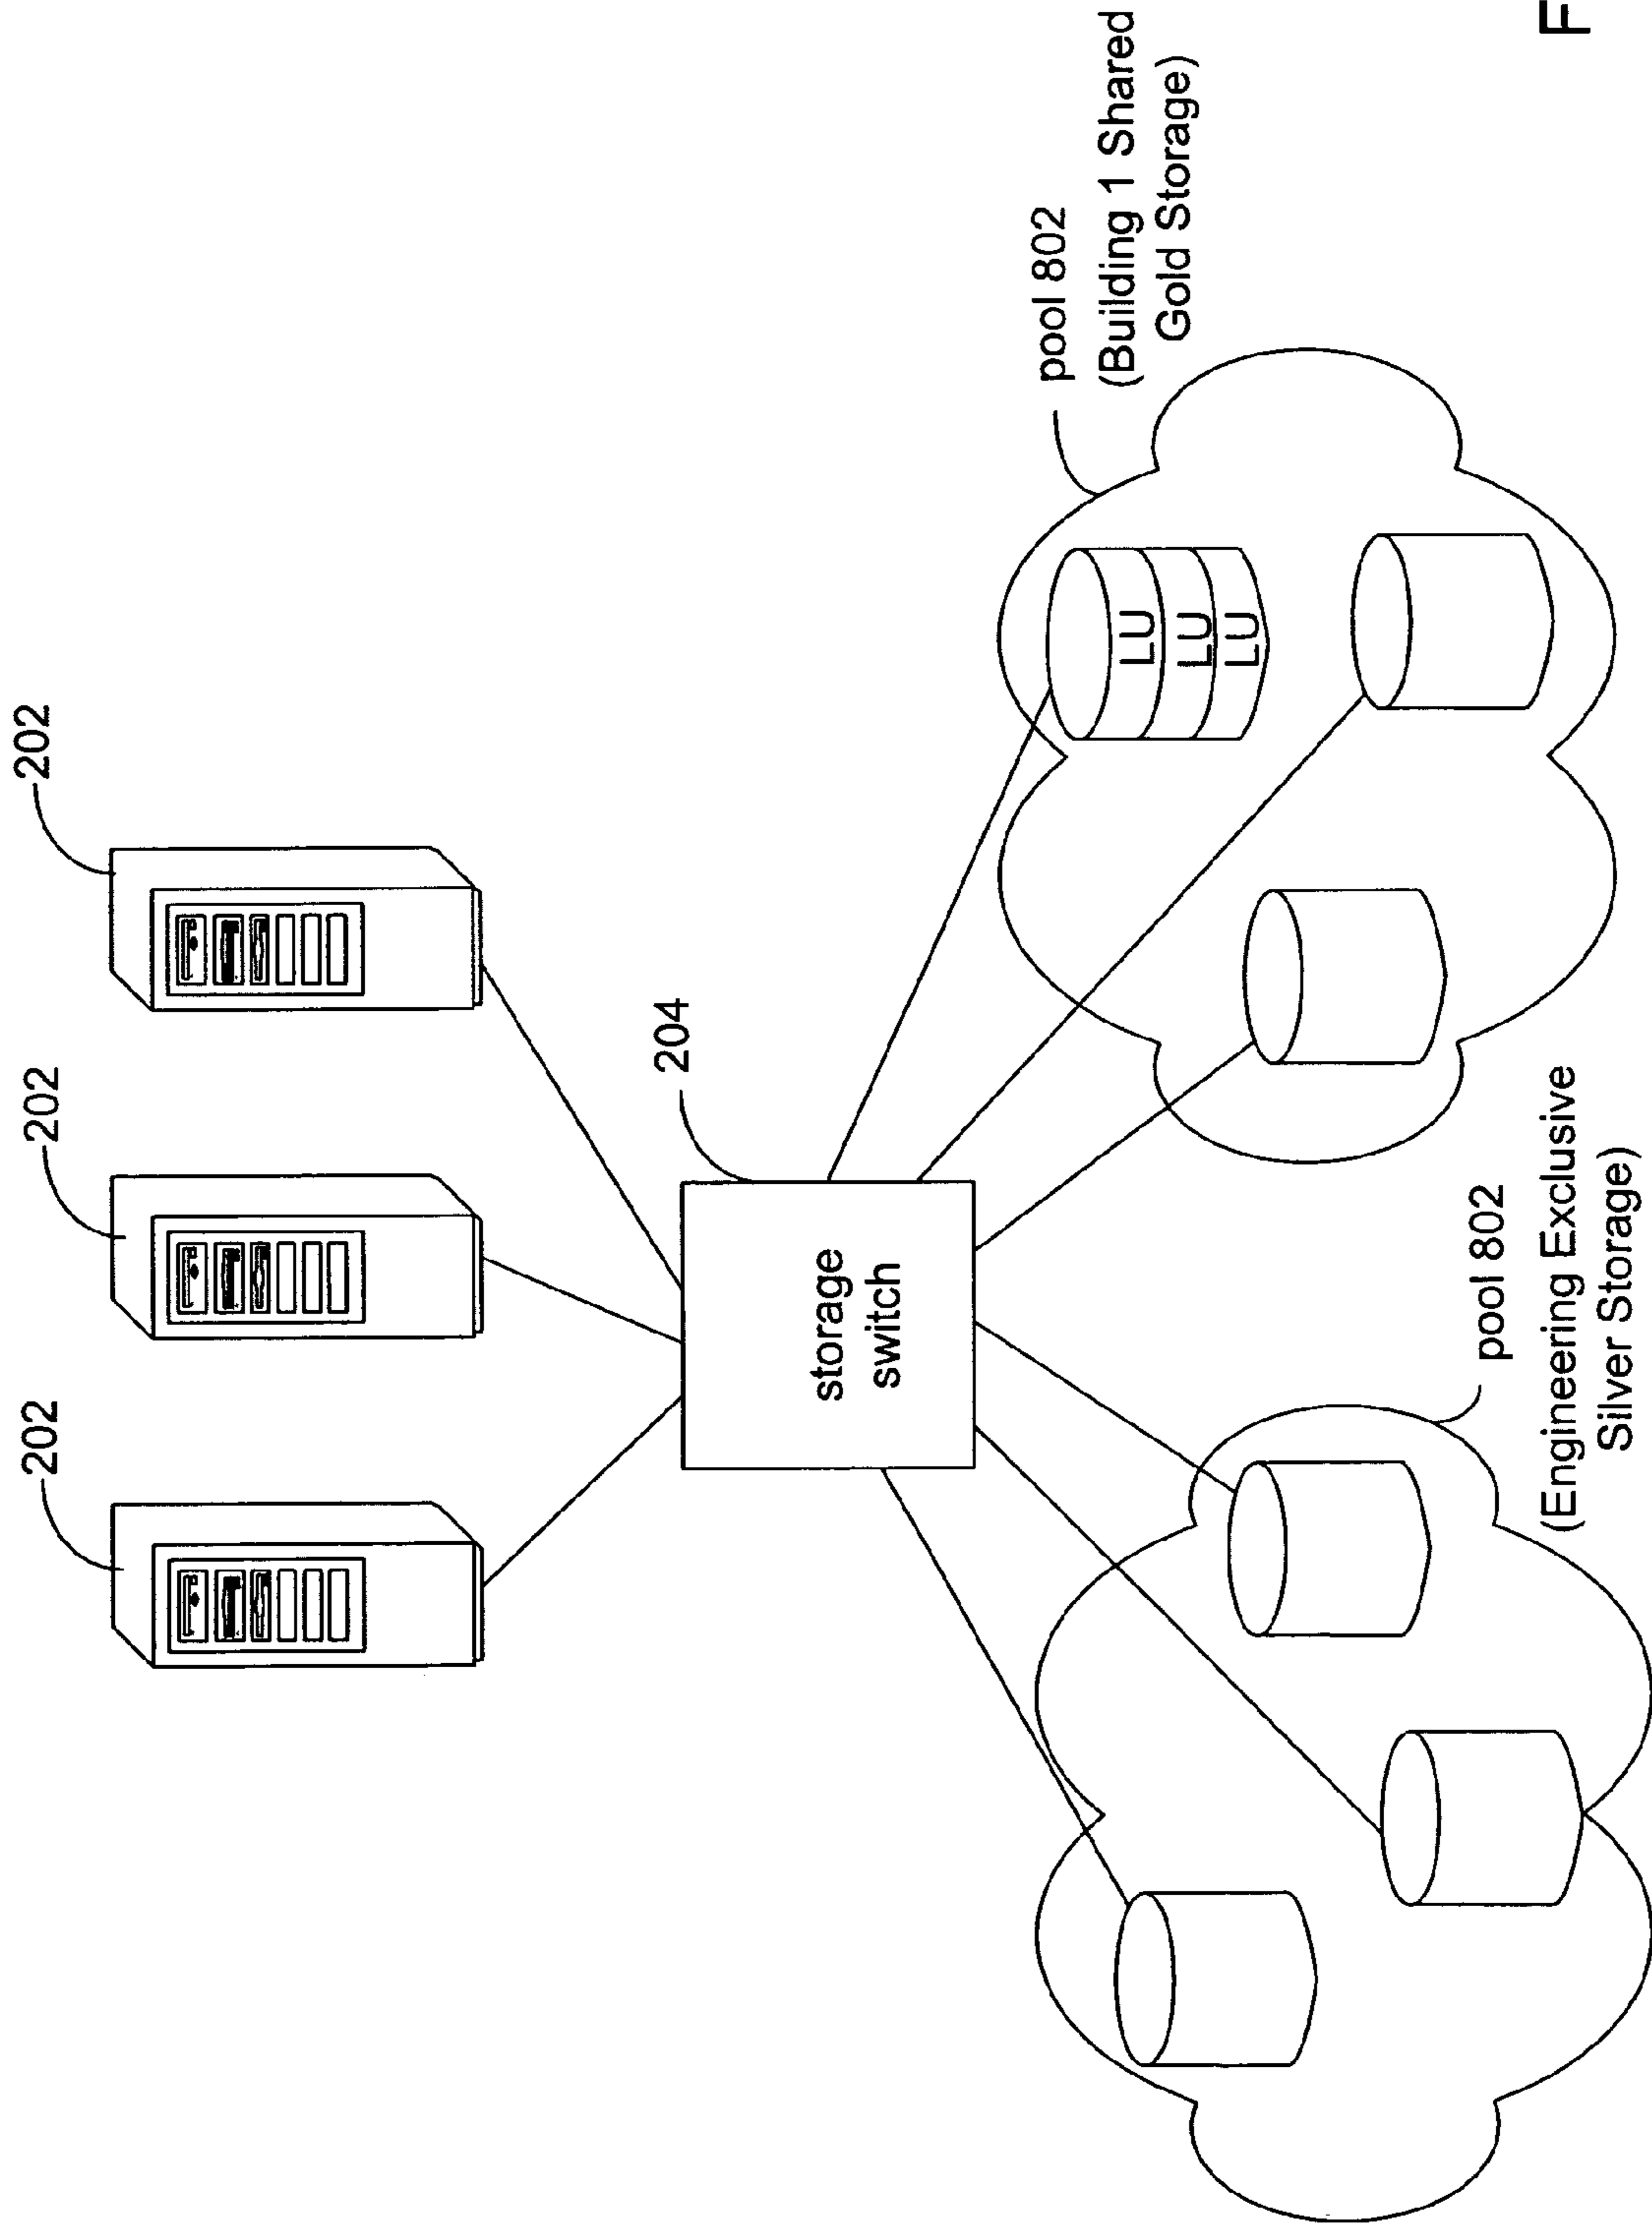 202
202
202
204
storage
switch
pool 802
(Building 1 Shared
Gold Storage)
LU
LU
LU
pool 802
(Engineering Exclusive
Silver Storage)
F